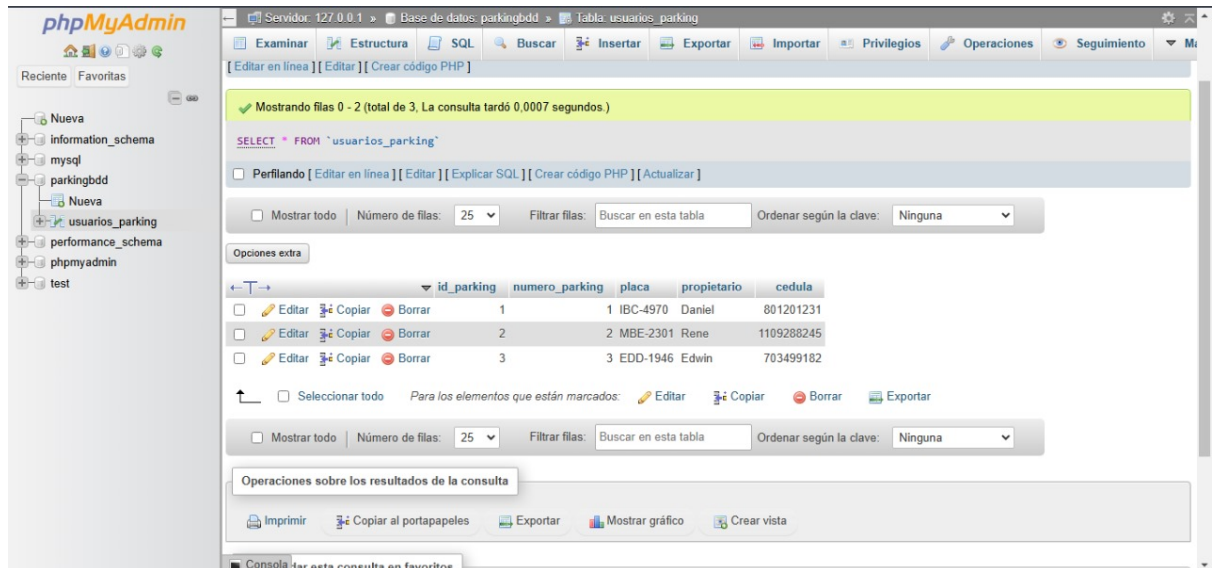 phpMyAdmin
Reciente Favoritas
Nueva
information_schema
mysql
parkingbdd
Nueva
usuarios_parking
performance_schema
phpmyadmin
test
Servidor: 127.0.0.1 » Base de datos: parkingbdd » Tabla: usuarios_parking
Examinar Estructura SQL Buscar Insertar Exportar Importar Privilegios Operaciones Seguimiento
[ Editar en línea ] [ Editar ] [ Crear código PHP ]
Mostrando filas 0 - 2 (total de 3, La consulta tardó 0,0007 segundos.)
SELECT * FROM `usuarios_parking`
Perfilando [ Editar en línea ] [ Editar ] [ Explicar SQL ] [ Crear código PHP ] [ Actualizar ]
Mostrar todo | Número de filas: 25 Filtrar filas: Buscar en esta tabla Ordenar según la clave: Ninguna
Opciones extra
←T→ id_parking numero_parking placa propietario cedula
Editar Copiar Borrar 1 1 IBC-4970 Daniel 801201231
Editar Copiar Borrar 2 2 MBE-2301 Rene 1109288245
Editar Copiar Borrar 3 3 EDD-1946 Edwin 703499182
Seleccionar todo Para los elementos que están marcados: Editar Copiar Borrar Exportar
Mostrar todo | Número de filas: 25 Filtrar filas: Buscar en esta tabla Ordenar según la clave: Ninguna
Operaciones sobre los resultados de la consulta
Imprimir Copiar al portapapeles Exportar Mostrar gráfico Crear vista
Consola esta consulta en favoritos